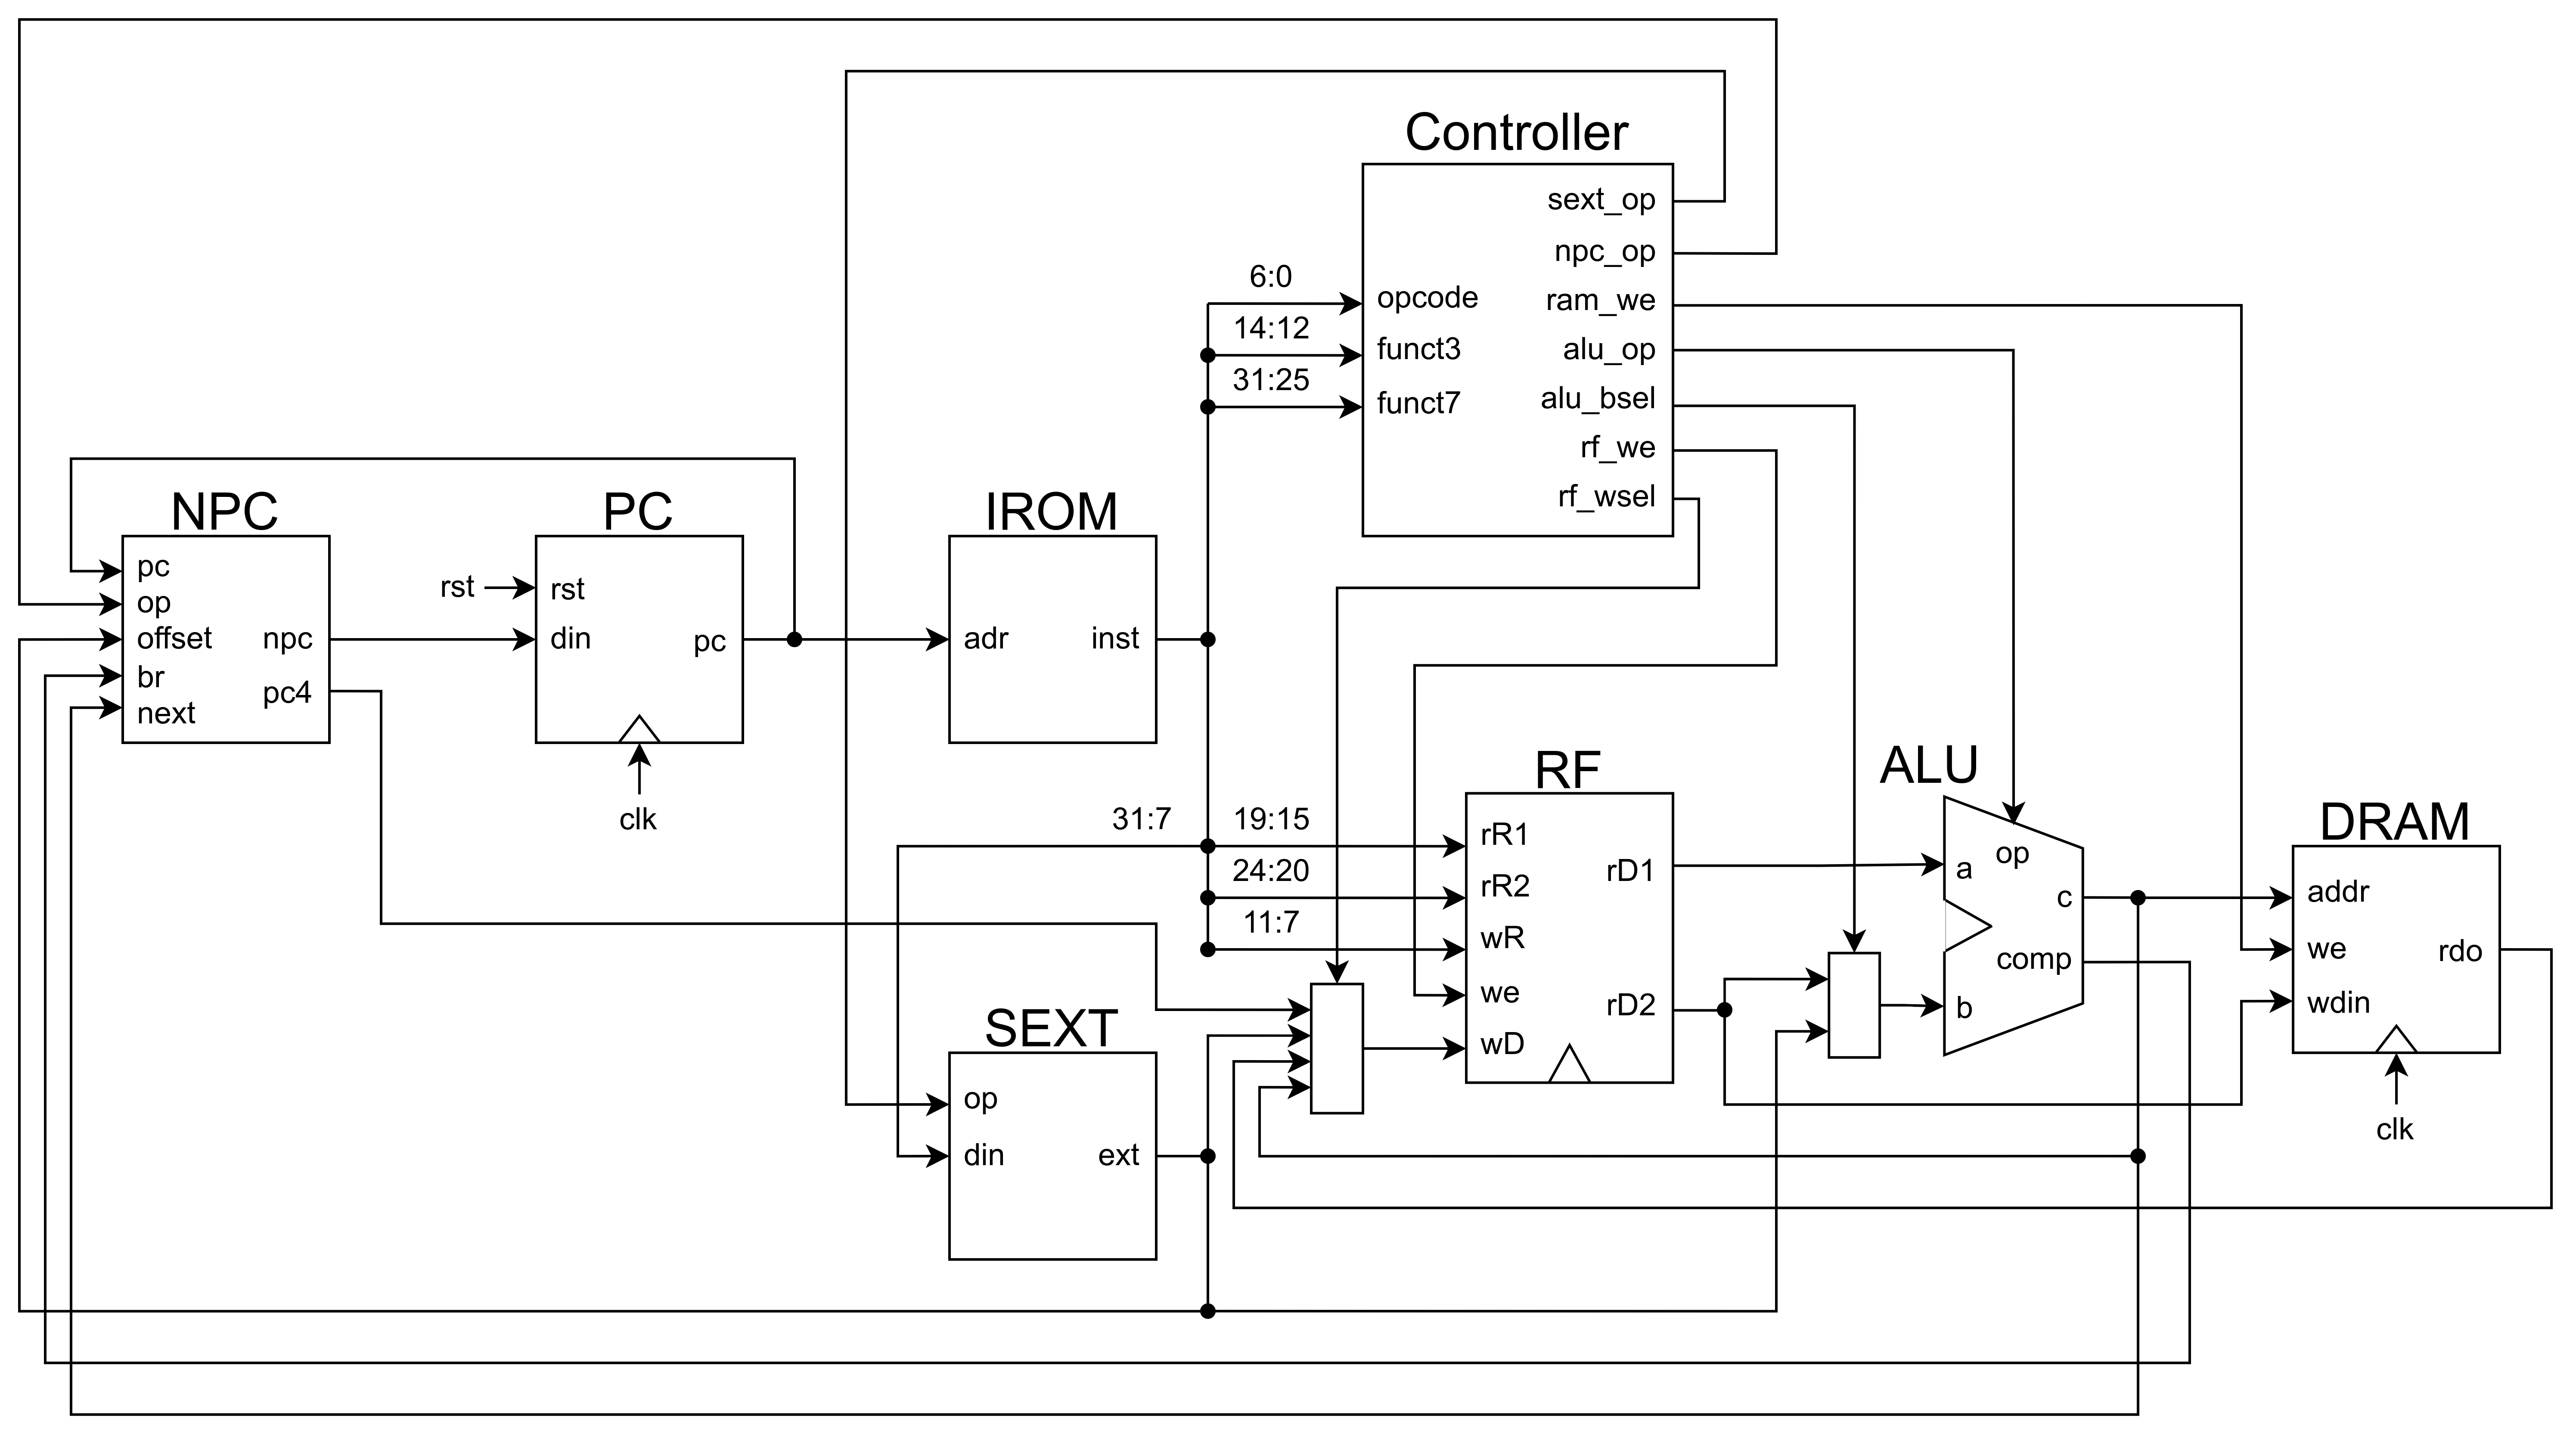 Controller
sext_op
npc_op
6:0
opcode
ram_we
14:12
funct3
alu_op
31:25
funct7
alu_bsel
rf_we
rf_wsel
NPC
pc
op
offset
npc
br
pc4
next
PC
rst
rst
din
pc
clk
IROM
adr
inst
31:7
19:15
24:20
11:7
RF
rR1
rD1
rR2
wR
we
rD2
wD
ALU
op
a
c
comp
b
DRAM
addr
we
rdo
wdin
clk
SEXT
op
din
ext